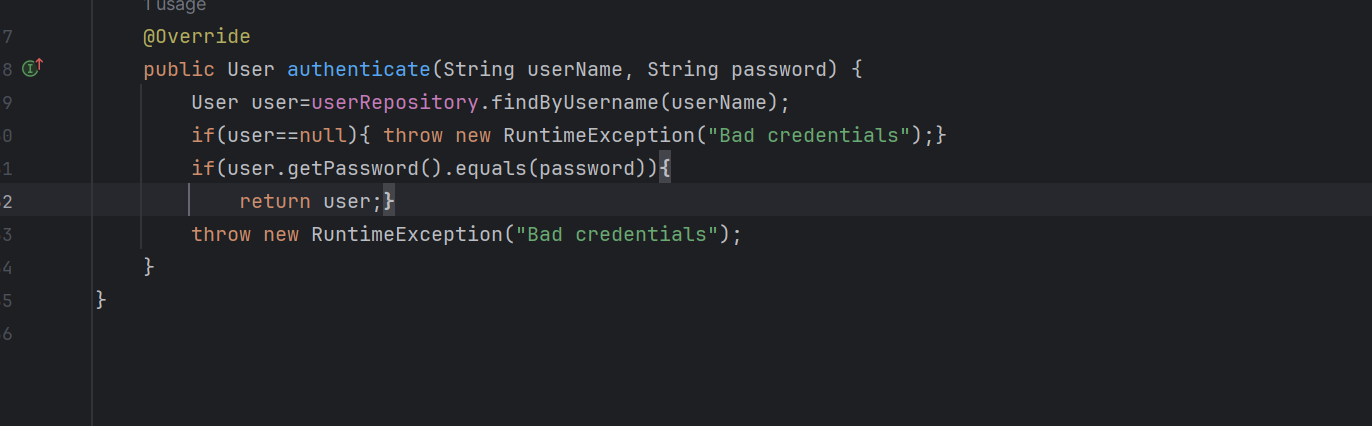 1 usage
7 @Override
8 public User authenticate(String userName, String password) {
9 User user=userRepository.findByUsername(userName);
0 if(user==null){ throw new RuntimeException("Bad credentials");}
1 if(user.getPassword().equals(password)){
2 return user;}
3 throw new RuntimeException("Bad credentials");
4 }
5 }
6